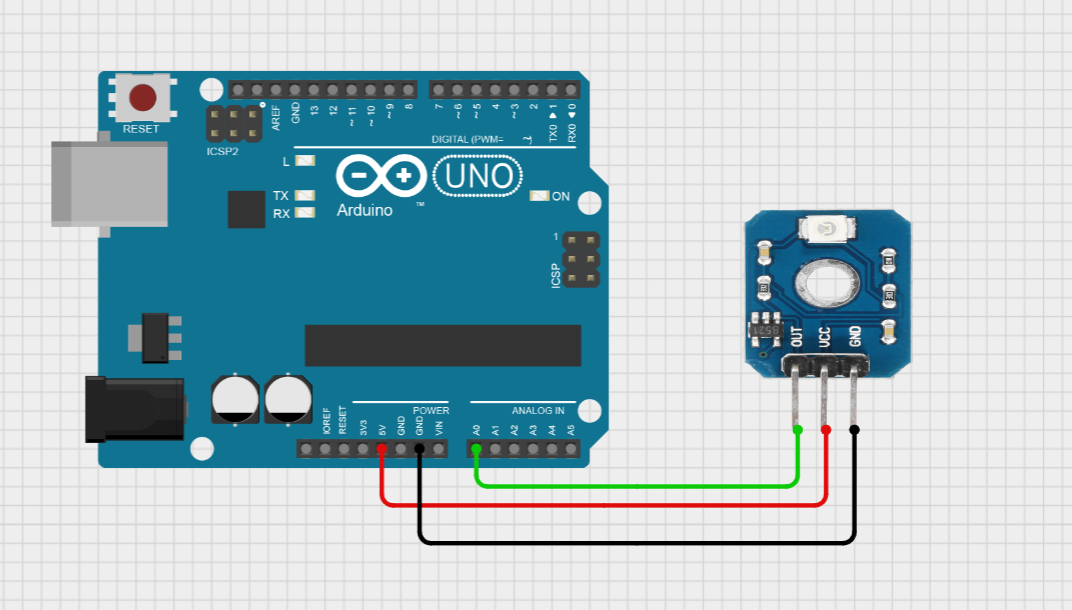 RESET
ICSP2
AREF
GND
13
12
~ 11
~ 10
~ 9
8
7
~ 6
~ 5
4
~ 3
2
TX0 ▶ 1
RX0 ◀ 0
DIGITAL (PWM= ~)
L
TX
RX
Arduino
™
UNO
ON
1
ICSP
IOREF
RESET
3V3
5V
GND
GND
VIN
POWER
ANALOG IN
A0
A1
A2
A3
A4
A5
OUT
VCC
GND